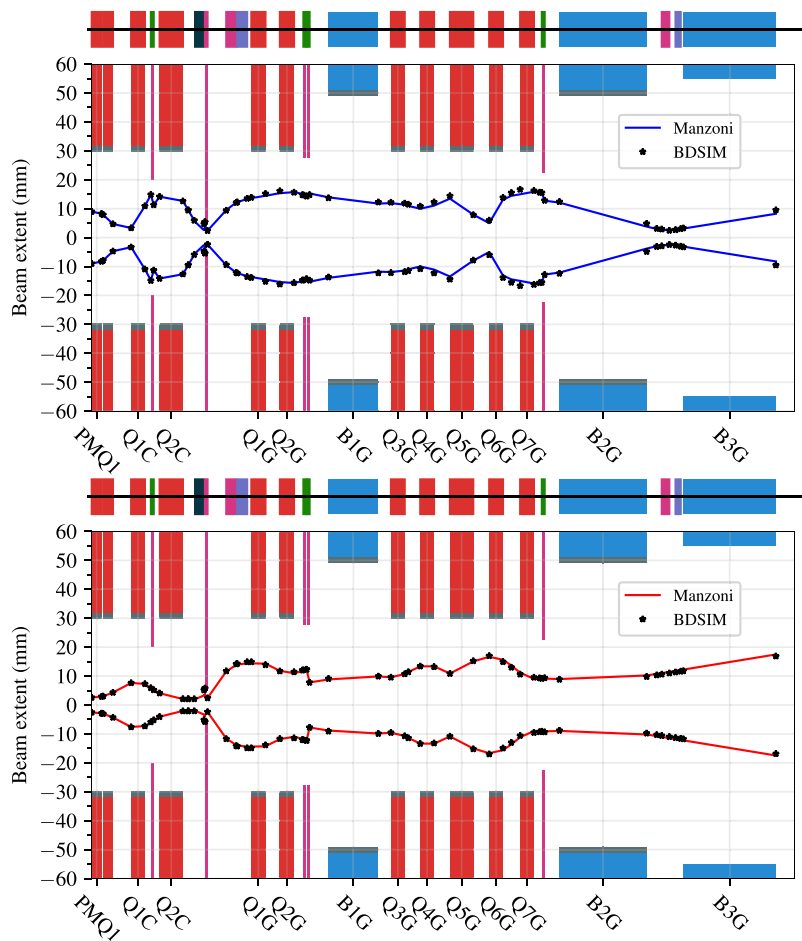 60
50
40
30
20
10
0
−10
−20
−30
−40
−50
−60
Beam extent (mm)
Manzoni
BDSIM
PMQ1
Q1C
Q2C
Q1G
Q2G
B1G
Q3G
Q4G
Q5G
Q6G
Q7G
B2G
B3G
60
50
40
30
20
10
0
−10
−20
−30
−40
−50
−60
Beam extent (mm)
Manzoni
BDSIM
PMQ1
Q1C
Q2C
Q1G
Q2G
B1G
Q3G
Q4G
Q5G
Q6G
Q7G
B2G
B3G